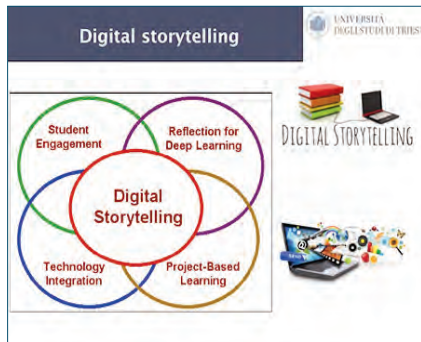 Digital storytelling
UNIVERSITÀ
DEGLI STUDI DI TRIESTE
Student
Engagement
Reflection for
Deep Learning
Digital
Storytelling
Technology
Integration
Project-Based
Learning
DIGITAL STORYTELLING